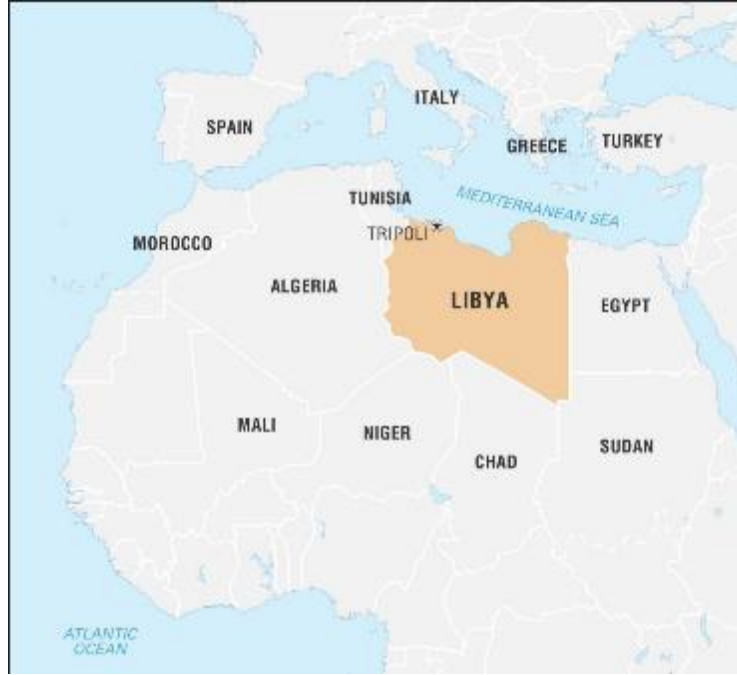 ITALY
SPAIN
GREECE
TURKEY
TUNISIA
MEDITERRANEAN SEA
TRIPOLI
MOROCCO
ALGERIA
LIBYA
EGYPT
MALI
NIGER
CHAD
SUDAN
ATLANTIC
OCEAN